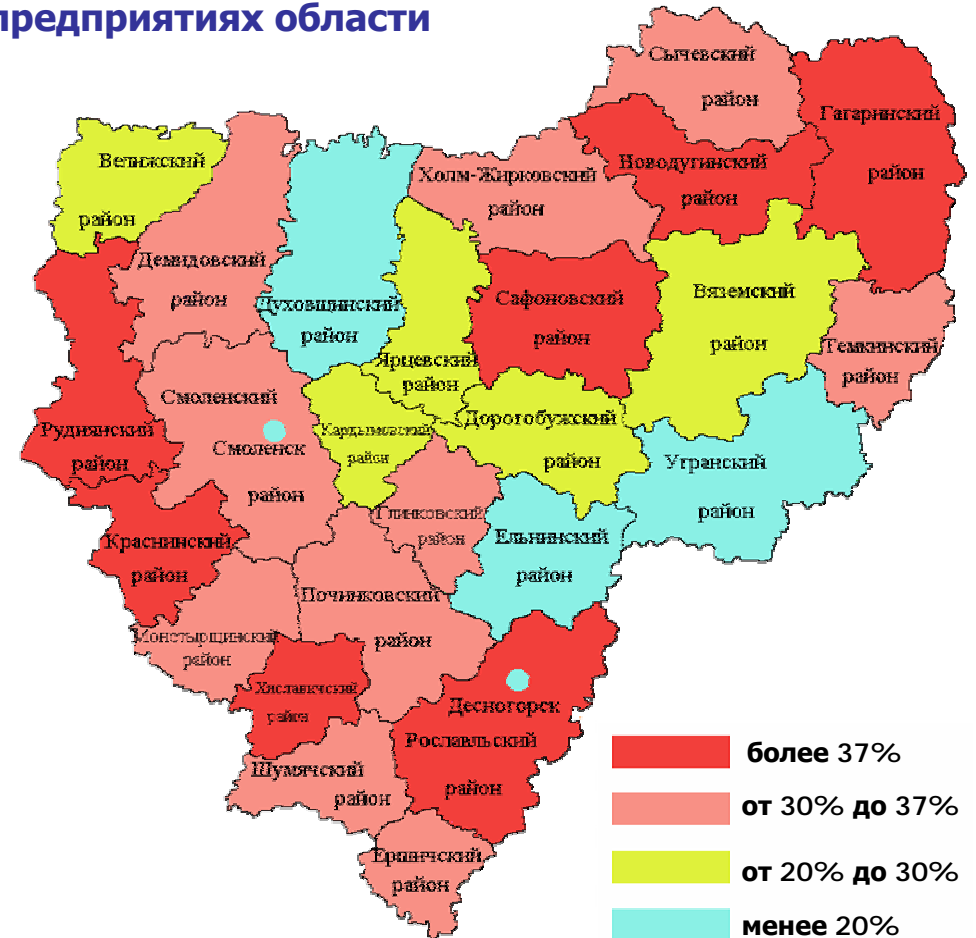 предприятиях области
Сычевский
район
Гагаринский
район
Новодугинский
район
Холм-Жирковский
район
Велижский
район
Демидовский
район
Духовщинский
район
Сафоновский
район
Вяземский
район
Темкинский
район
Ярцевский
район
Смоленский
Смоленск
район
Руднянский
район
Кардымовский
район
Дорогобужский
район
Угранский
район
Глинковский
район
Ельнинский
район
Краснинский
район
Починковский
район
Монстырщинский
район
Хиславичский
район
Десногорск
Рославльский
район
Шумячский
район
Ершичский
район
более 37%
от 30% до 37%
от 20% до 30%
менее 20%